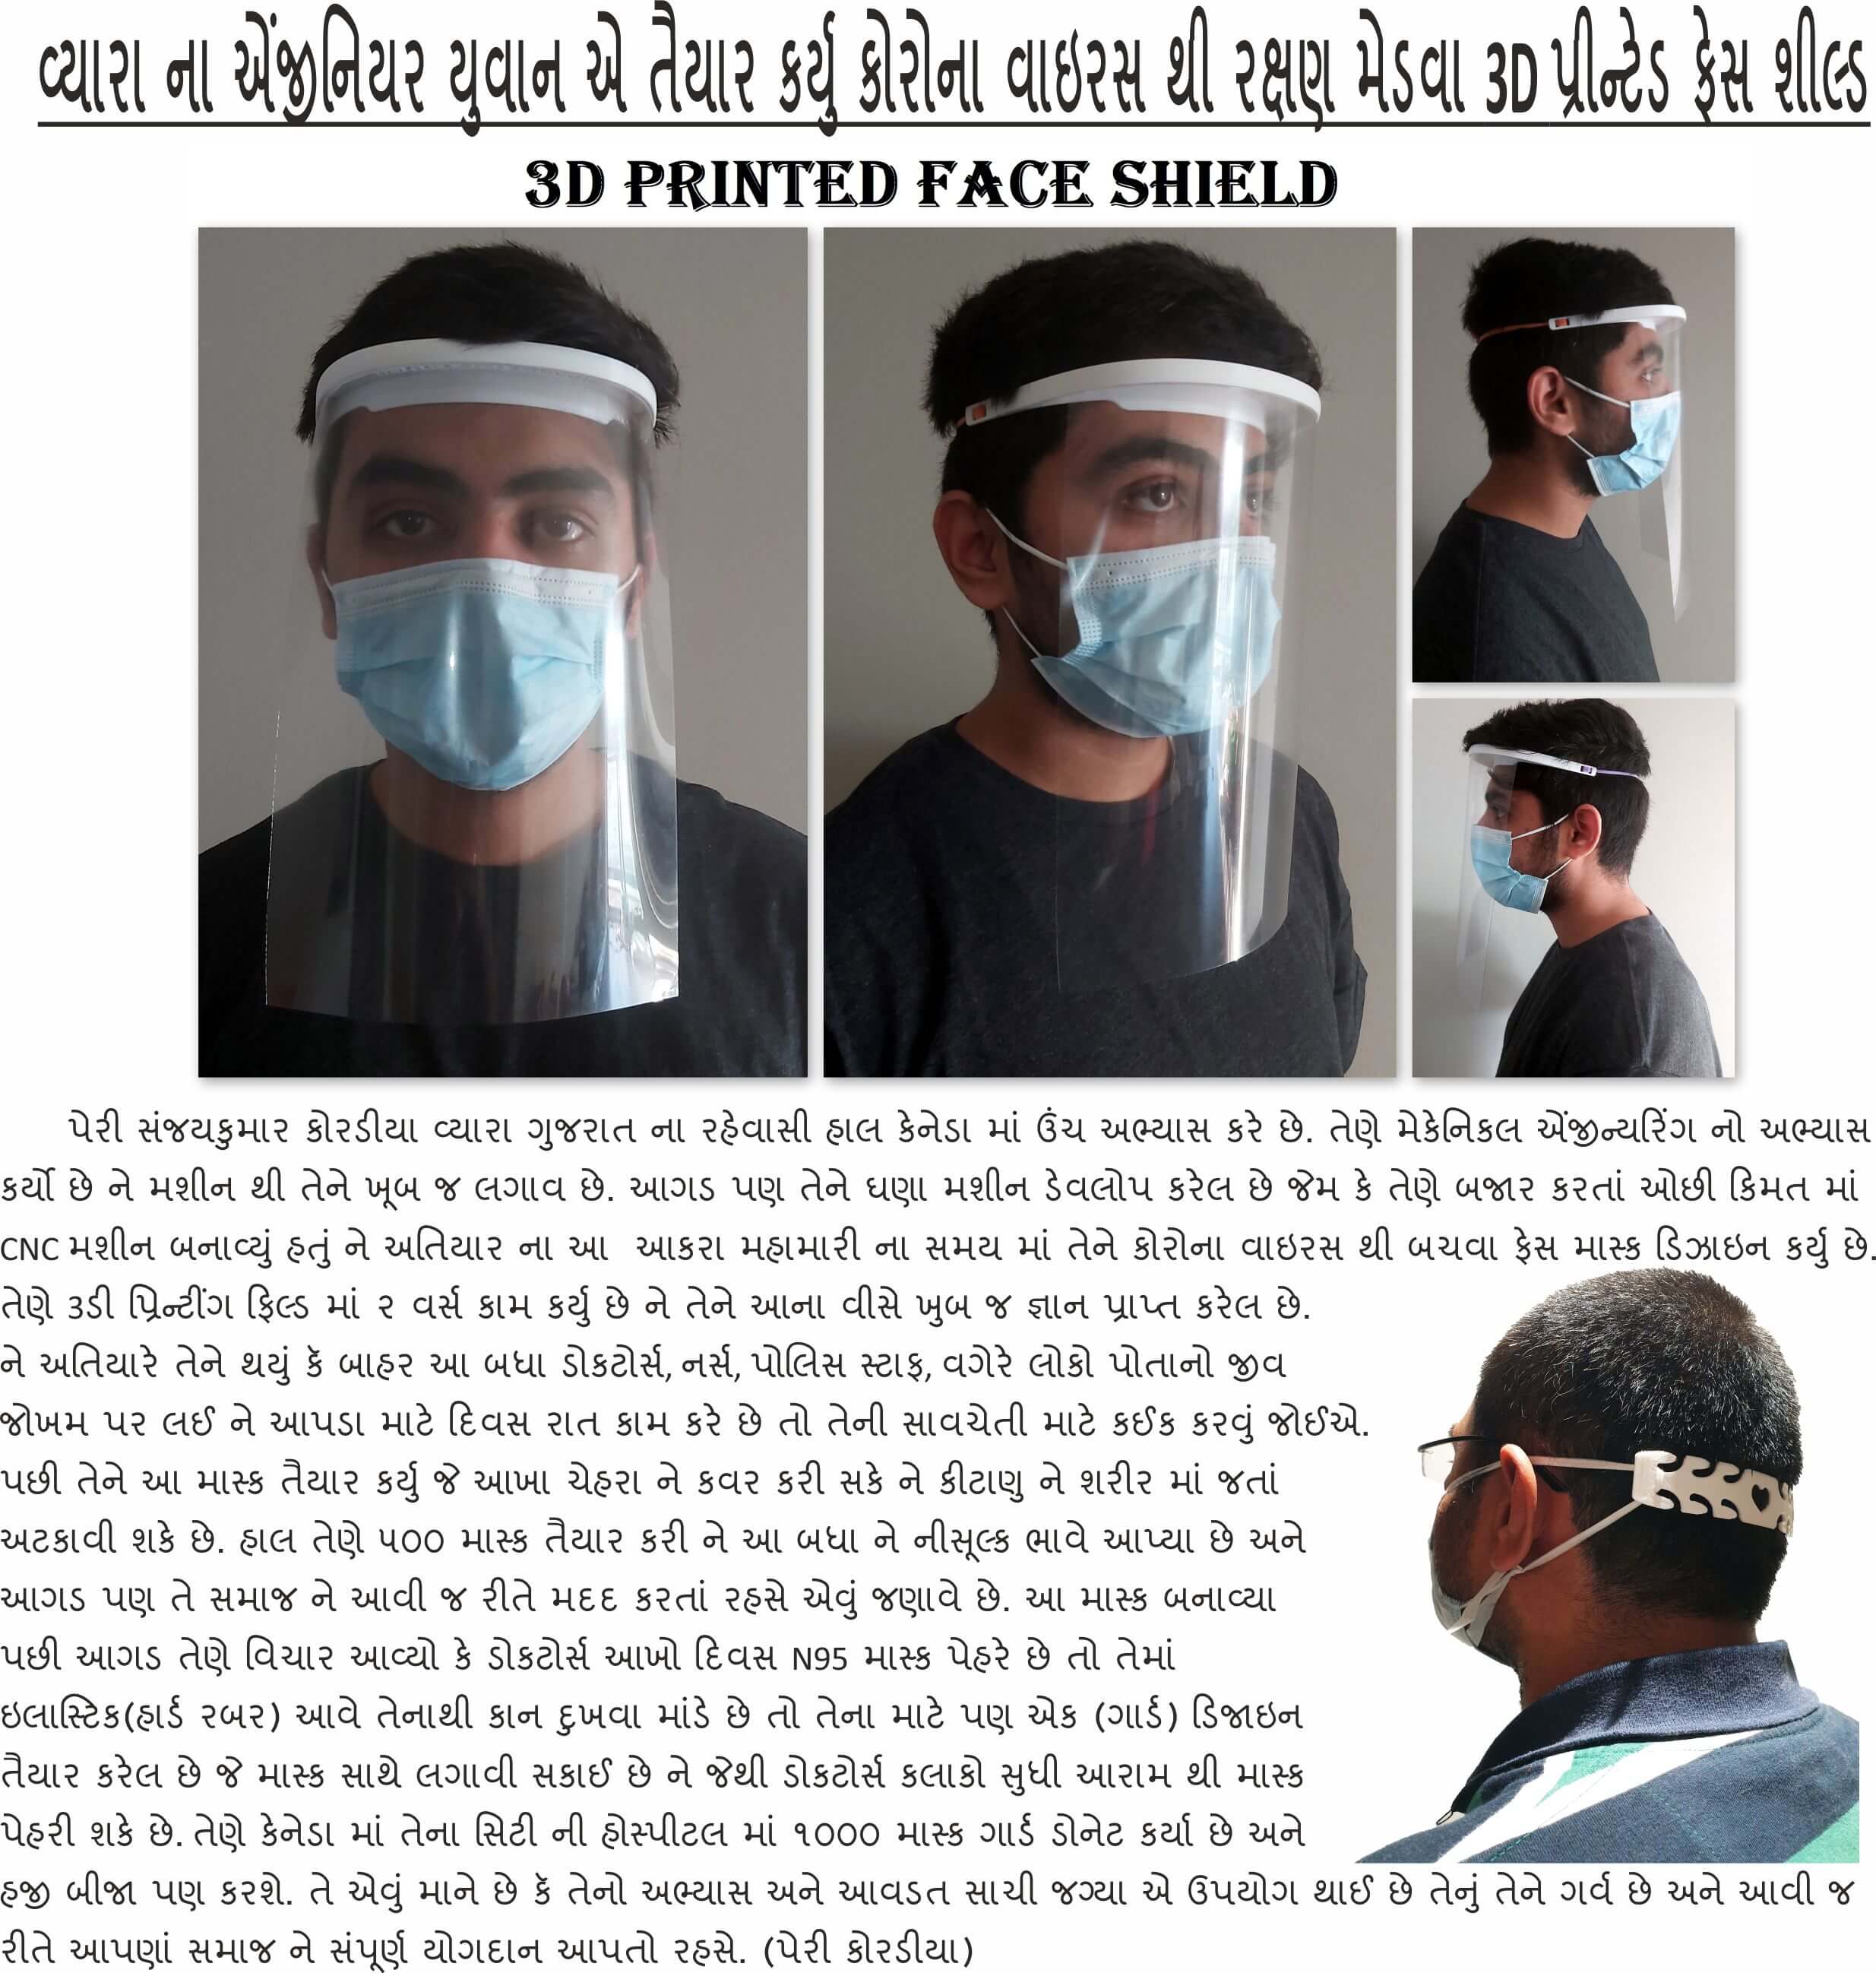 વ્યારા ના એંજીનિયર યુવાન એ તૈયાર કર્યુ કોરોના વાઇરસ થી રક્ષણ મેડવા 3D પ્રીન્ટેડ ફેસ શીલ્ડ
3D PRINTED FACE SHIELD
પેરી સંજયકુમાર કોરડીયા વ્યારા ગુજરાત ના રહેવાસી હાલ કેનેડા માં ઉંચ અભ્યાસ કરે છે. તેણે મેકેનિકલ એંજીન્યરિંગ નો અભ્યાસ
કર્યો છે ને મશીન થી તેને ખૂબ જ લગાવ છે. આગડ પણ તેને ઘણા મશીન ડેવલોપ કરેલ છે જેમ કે તેણે બજાર કરતાં ઓછી કિમત માં
CNC મશીન બનાવ્યું હતું ને અતિયાર ના આ આકરા મહામારી ના સમય માં તેને કોરોના વાઇરસ થી બચવા ફેસ માસ્ક ડિઝાઇન કર્યુ છે.
તેણે ૩ડી પ્રિન્ટીંગ ફિલ્ડ માં ૨ વર્સ કામ કર્યુ છે ને તેને આના વીસે ખુબ જ જ્ઞાન પ્રાપ્ત કરેલ છે.
ને અતિયારે તેને થયું કૅ બાહર આ બધા ડોકટોર્સ, નર્સ, પોલિસ સ્ટાફ, વગેરે લોકો પોતાનો જીવ
જોખમ પર લઈ ને આપડા માટે દિવસ રાત કામ કરે છે તો તેની સાવચેતી માટે કઈક કરવું જોઈએ.
પછી તેને આ માસ્ક તૈયાર કર્યુ જે આખા ચેહરા ને કવર કરી સકે ને કીટાણુ ને શરીર માં જતાં
અટકાવી શકે છે. હાલ તેણે ૫૦૦ માસ્ક તૈયાર કરી ને આ બધા ને નીસૂલ્ક ભાવે આપ્યા છે અને
આગડ પણ તે સમાજ ને આવી જ રીતે મદદ કરતાં રહસે એવું જણાવે છે. આ માસ્ક બનાવ્યા
પછી આગડ તેણે વિચાર આવ્યો કે ડોકટોર્સ આખો દિવસ N95 માસ્ક પેહરે છે તો તેમાં
ઇલાસ્ટિક(હાર્ડ રબર) આવે તેનાથી કાન દુખવા માંડે છે તો તેના માટે પણ એક (ગાર્ડ) ડિજાઇન
તૈયાર કરેલ છે જે માસ્ક સાથે લગાવી સકાઈ છે ને જેથી ડોકટોર્સ કલાકો સુધી આરામ થી માસ્ક
પેહરી શકે છે. તેણે કેનેડા માં તેના સિટી ની હોસ્પીટલ માં ૧૦૦૦ માસ્ક ગાર્ડ ડોનેટ કર્યા છે અને
હજી બીજા પણ કરશે. તે એવું માને છે કૅ તેનો અભ્યાસ અને આવડત સાચી જગ્યા એ ઉપયોગ થાઈ છે તેનું તેને ગર્વ છે અને આવી જ
રીતે આપણાં સમાજ ને સંપૂર્ણ યોગદાન આપતો રહસે. (પેરી કોરડીયા)